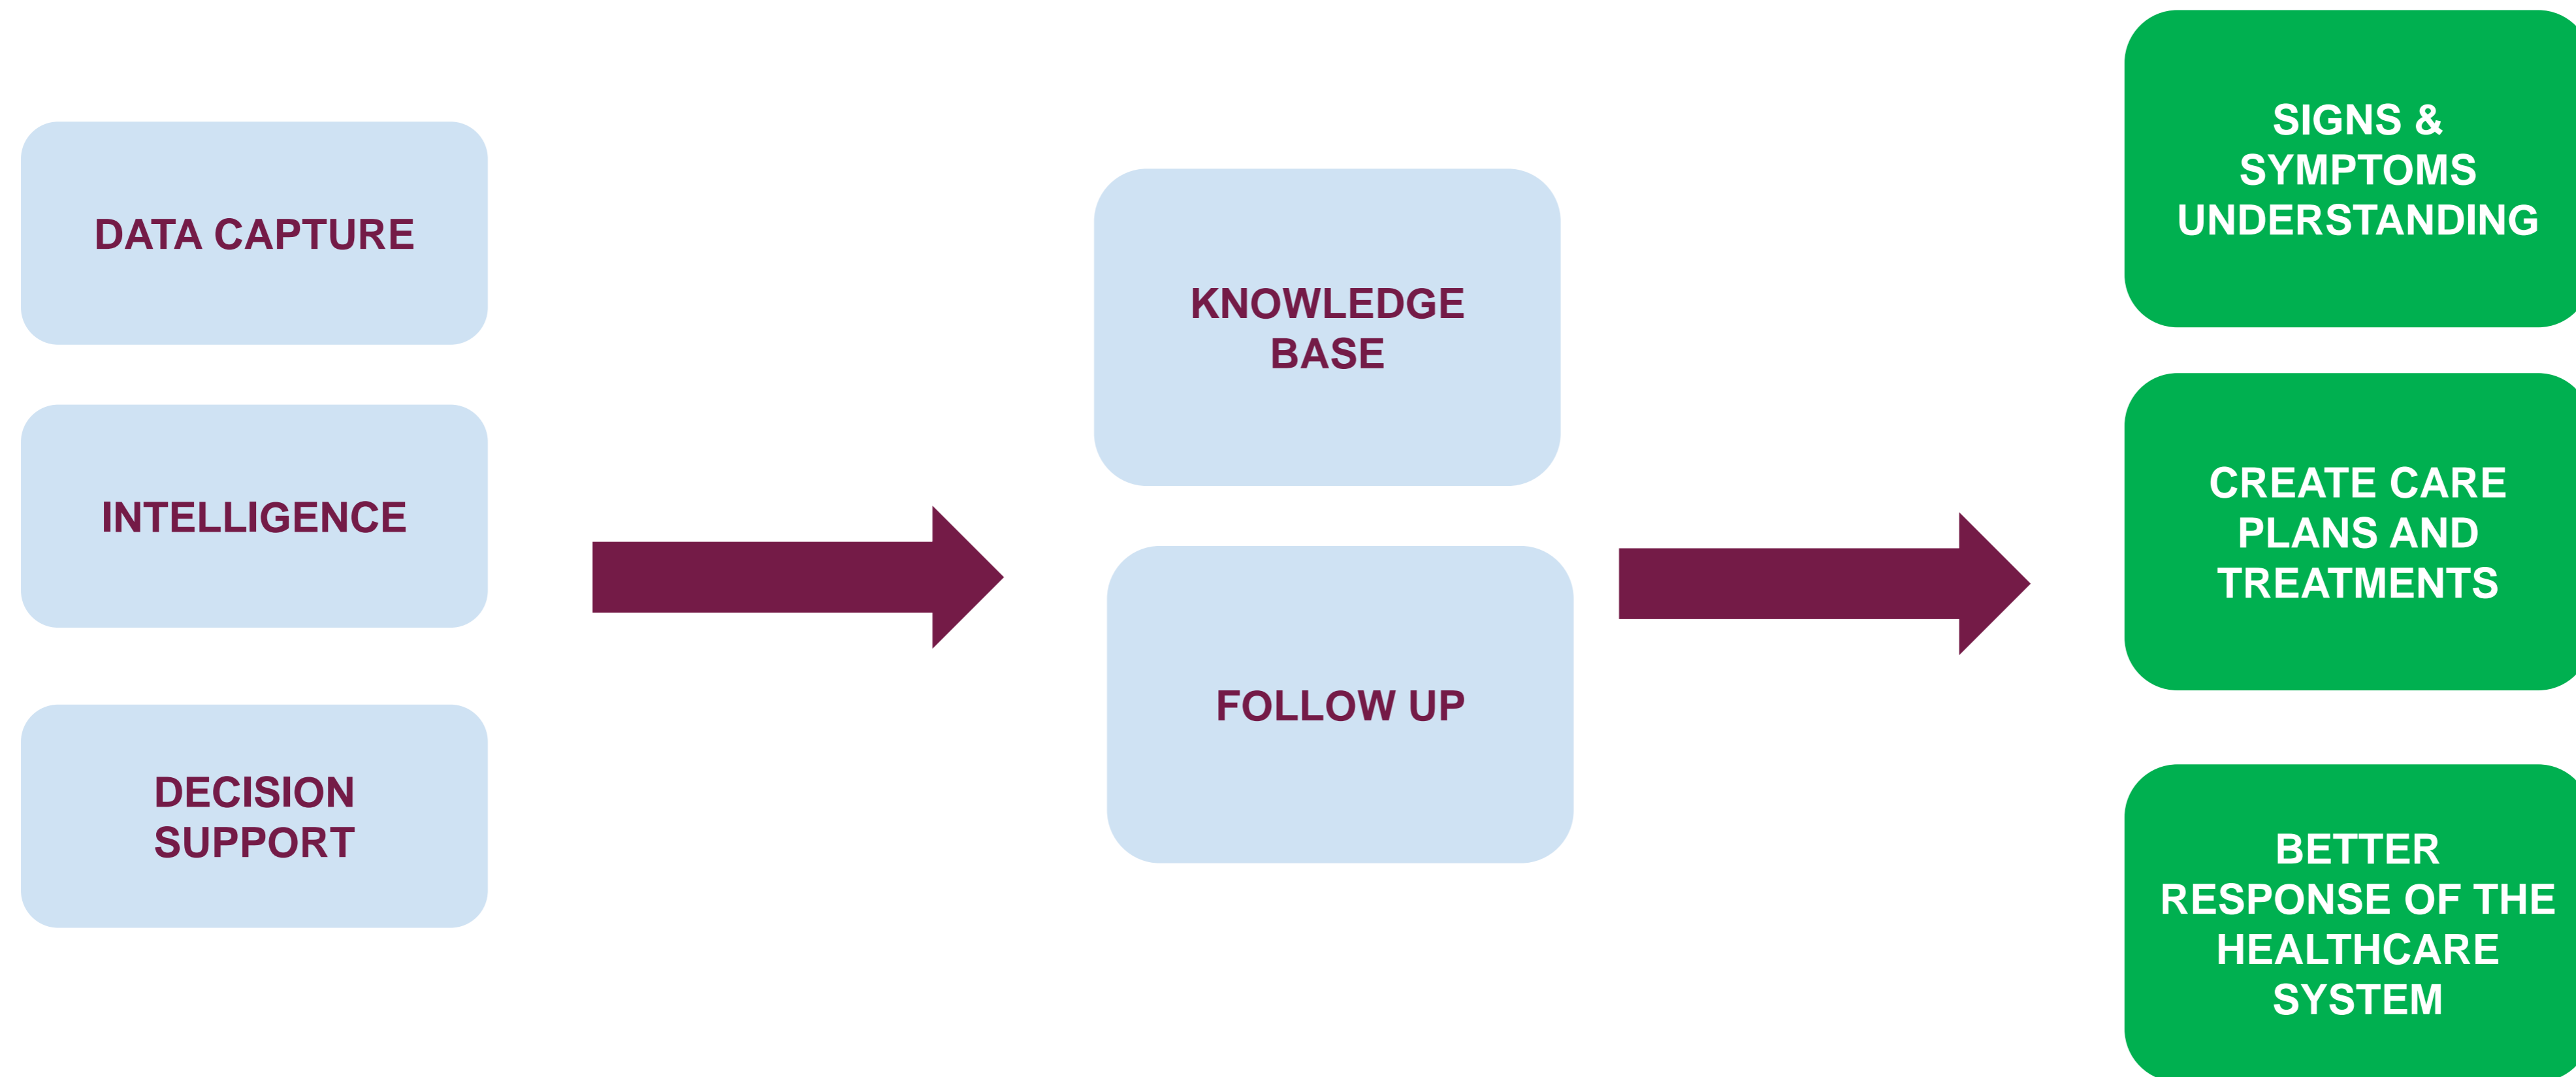 DATA CAPTURE
INTELLIGENCE
DECISION
SUPPORT
KNOWLEDGE
BASE
FOLLOW UP
SIGNS &
SYMPTOMS
UNDERSTANDING
CREATE CARE
PLANS AND
TREATMENTS
BETTER
RESPONSE OF THE
HEALTHCARE
SYSTEM